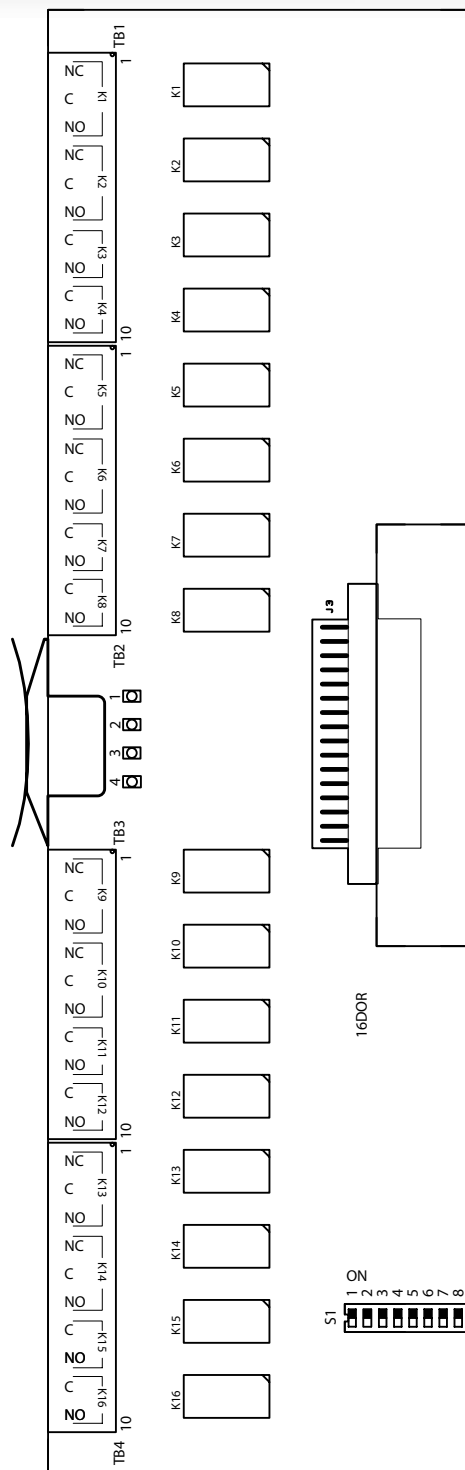 TB1
1
NC
C
NO
K1
NC
C
NO
K2
C
NO
K3
C
NO
K4
10
K1
K2
K3
K4
1
NC
C
NO
K5
NC
C
NO
K6
C
NO
K7
C
NO
K8
10
TB2
K5
K6
K7
K8
J3
1
2
3
4
TB3
1
NC
C
NO
K9
NC
C
NO
K10
C
NO
K11
C
NO
K12
10
K9
K10
K11
K12
16DOR
1
NC
C
NO
K13
NC
C
NO
K14
C
NO
K15
C
NO
K16
10
TB4
K13
K14
K15
K16
ON
S1
1 2 3 4 5 6 7 8